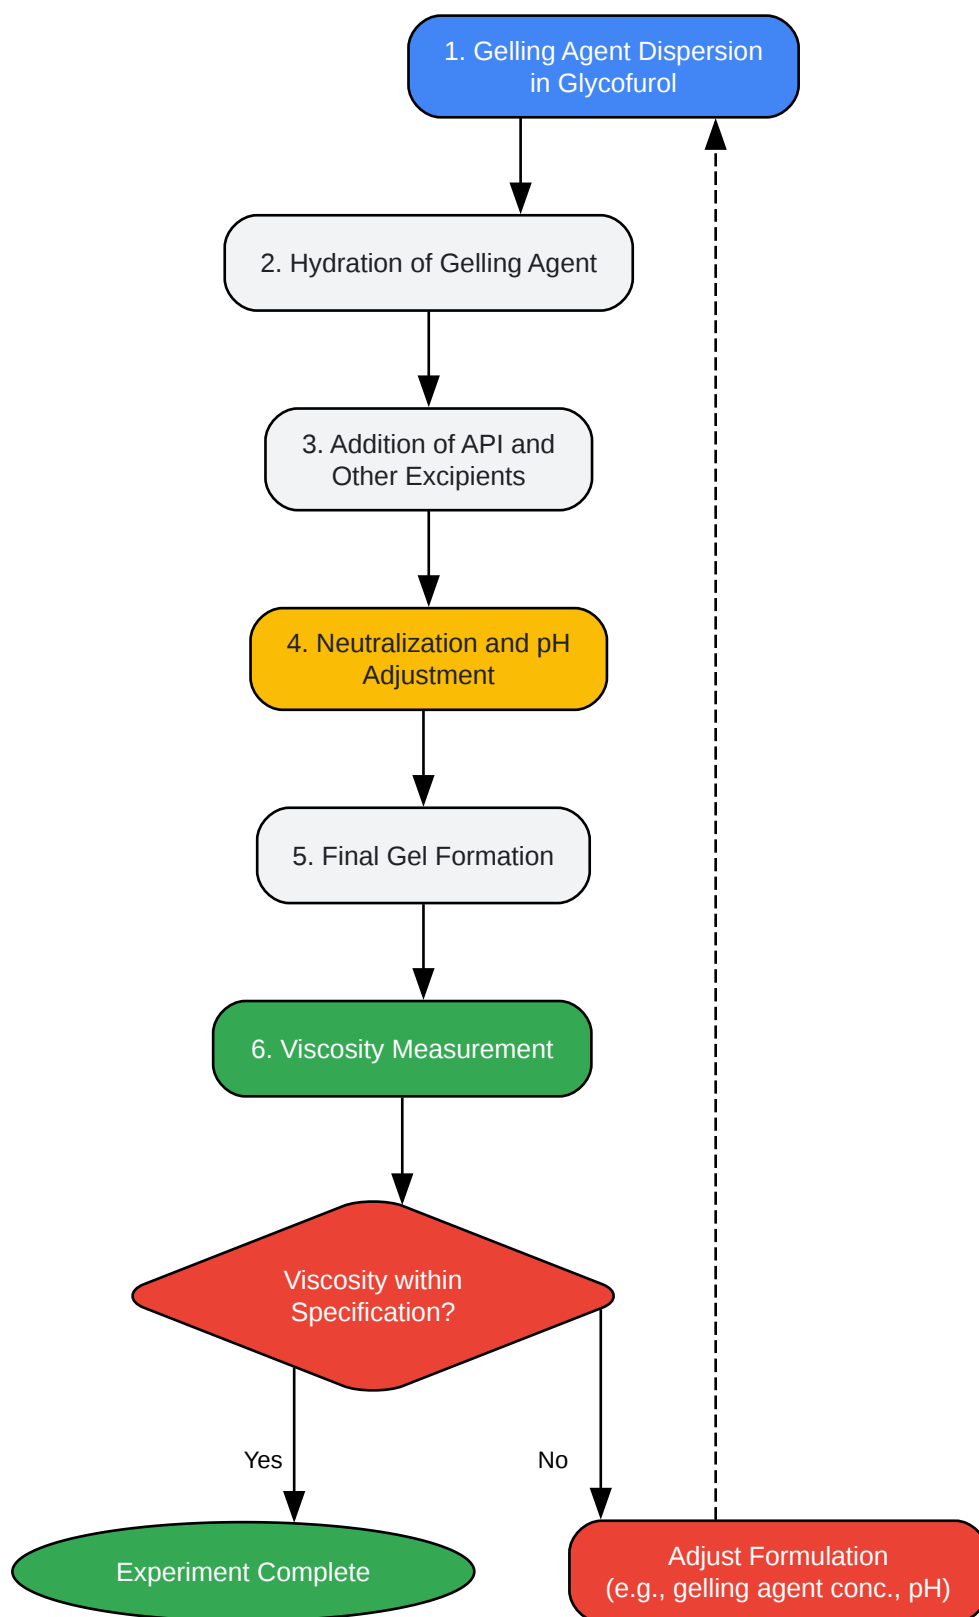 1. Gelling Agent Dispersion
in Glycofurol
2. Hydration of Gelling Agent
3. Addition of API and
Other Excipients
4. Neutralization and pH
Adjustment
5. Final Gel Formation
6. Viscosity Measurement
Viscosity within
Specification?
Yes
No
Experiment Complete
Adjust Formulation
(e.g., gelling agent conc., pH)